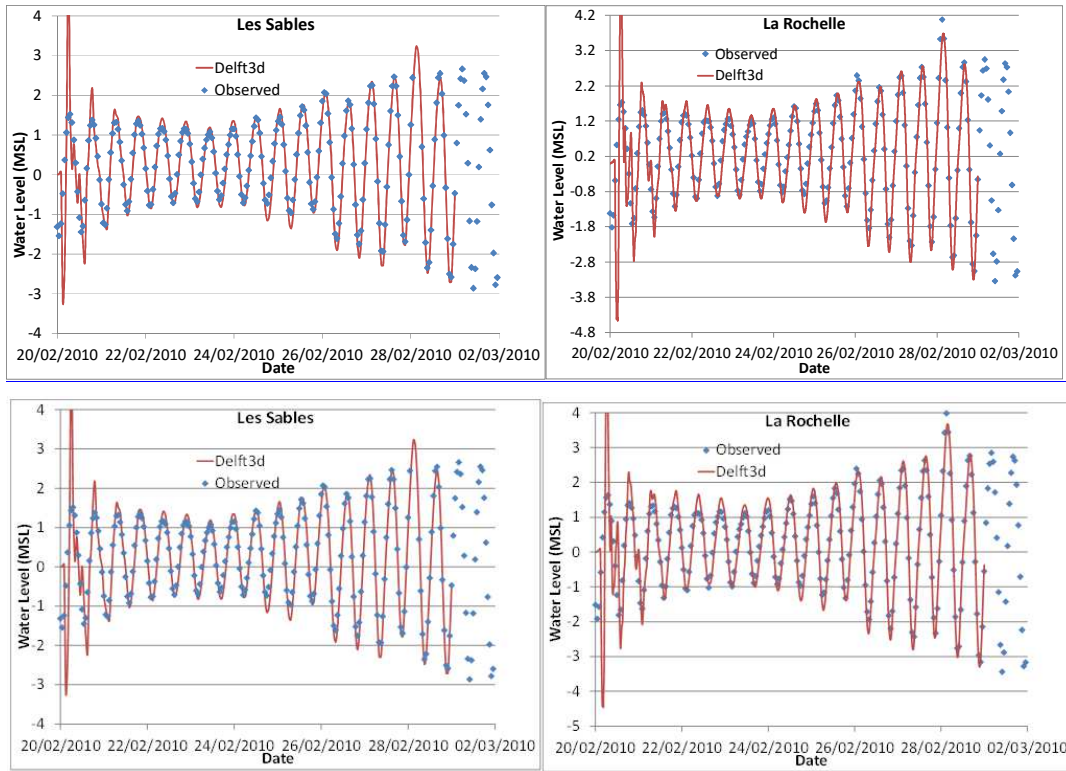 Les Sables
Delft3d
Observed
Water Level (MSL)
4
3
2
1
0
-1
-2
-3
-4
20/02/2010 22/02/2010 24/02/2010 26/02/2010 28/02/2010 02/03/2010
Date
La Rochelle
Observed
Delft3d
Water Level (MSL)
4.2
3.2
2.2
1.2
0.2
-0.8
-1.8
-2.8
-3.8
-4.8
20/02/2010 22/02/2010 24/02/2010 26/02/2010 28/02/2010 02/03/2010
Date
Les Sables
Delft3d
Observed
Water Level (MSL)
4
3
2
1
0
-1
-2
-3
-4
20/02/2010 22/02/2010 24/02/2010 26/02/2010 28/02/2010 02/03/2010
Date
La Rochelle
Observed
Delft3d
Water Level (MSL)
4
3
2
1
0
-1
-2
-3
-4
-5
20/02/2010 22/02/2010 24/02/2010 26/02/2010 28/02/2010 02/03/2010
Date